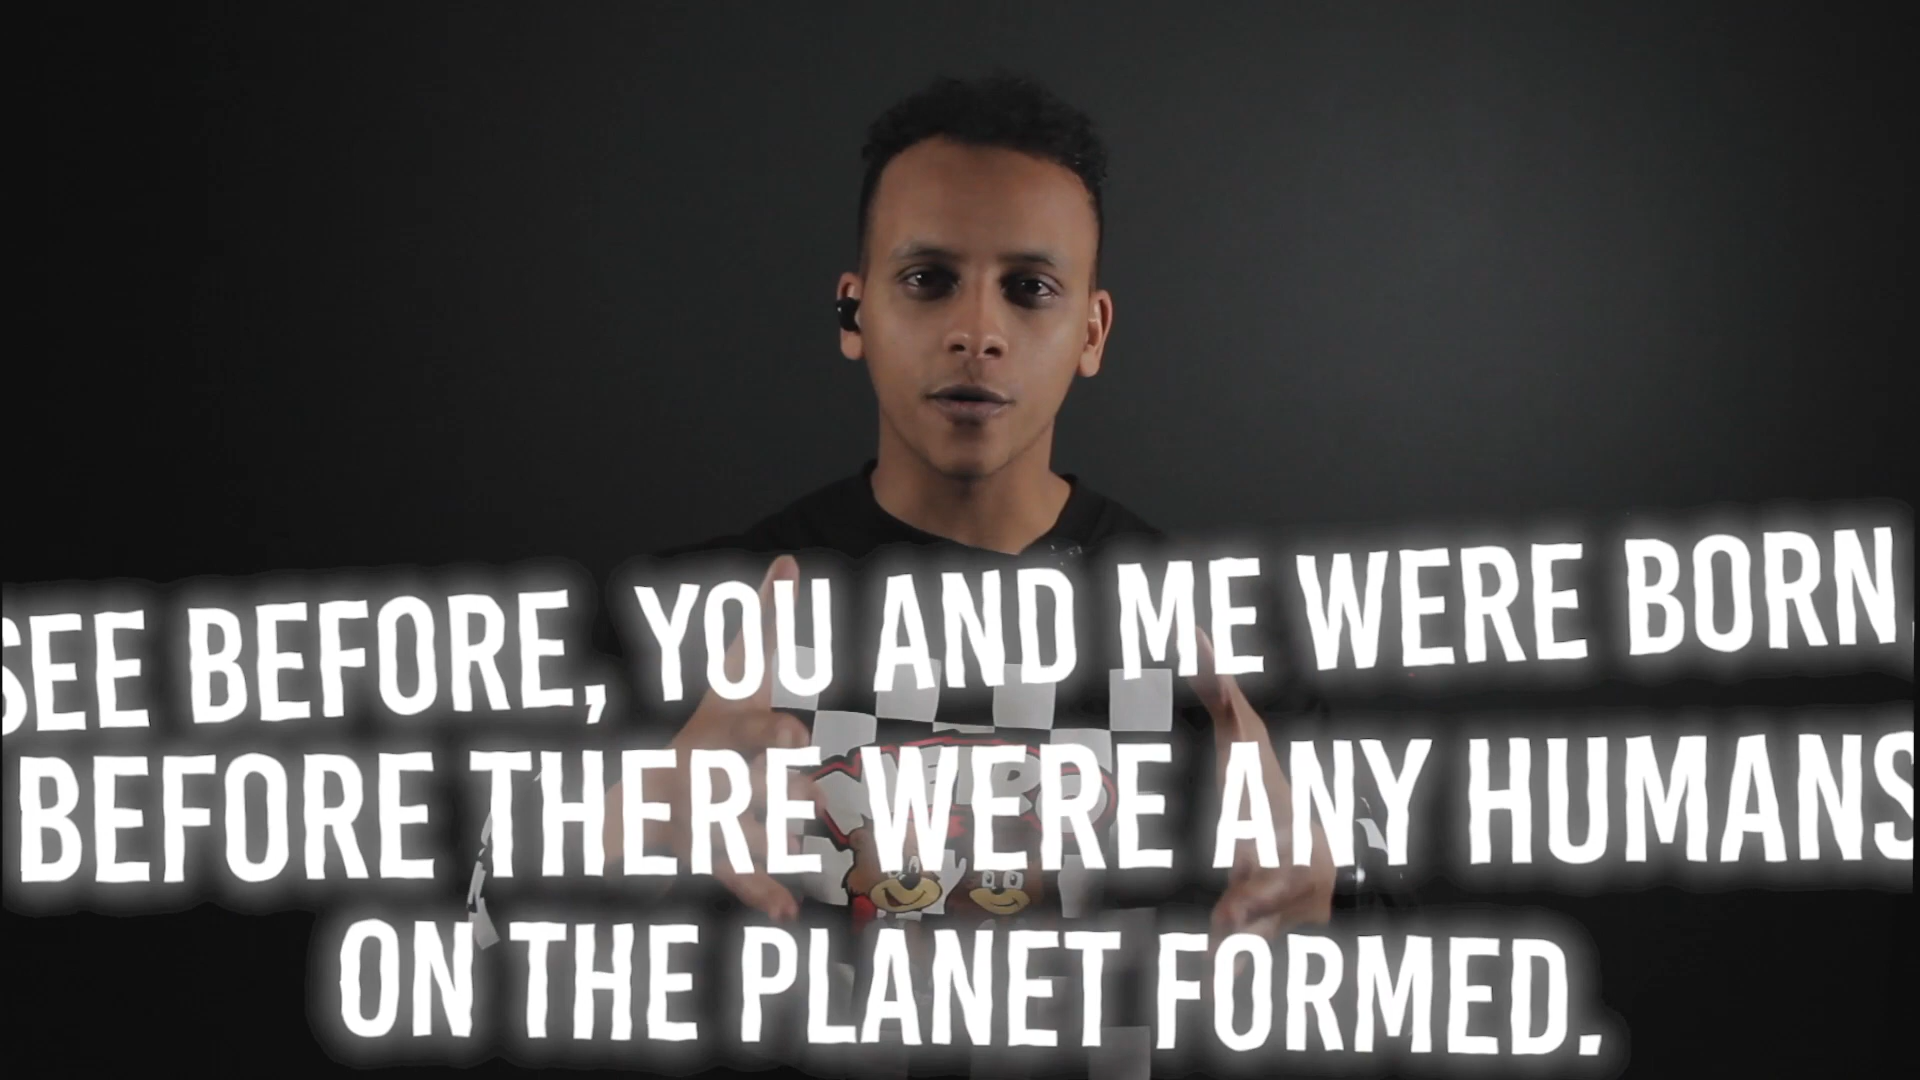 SEE BEFORE, YOU AND ME WERE BORN
BEFORE THERE WERE ANY HUMANS
ON THE PLANET FORMED.